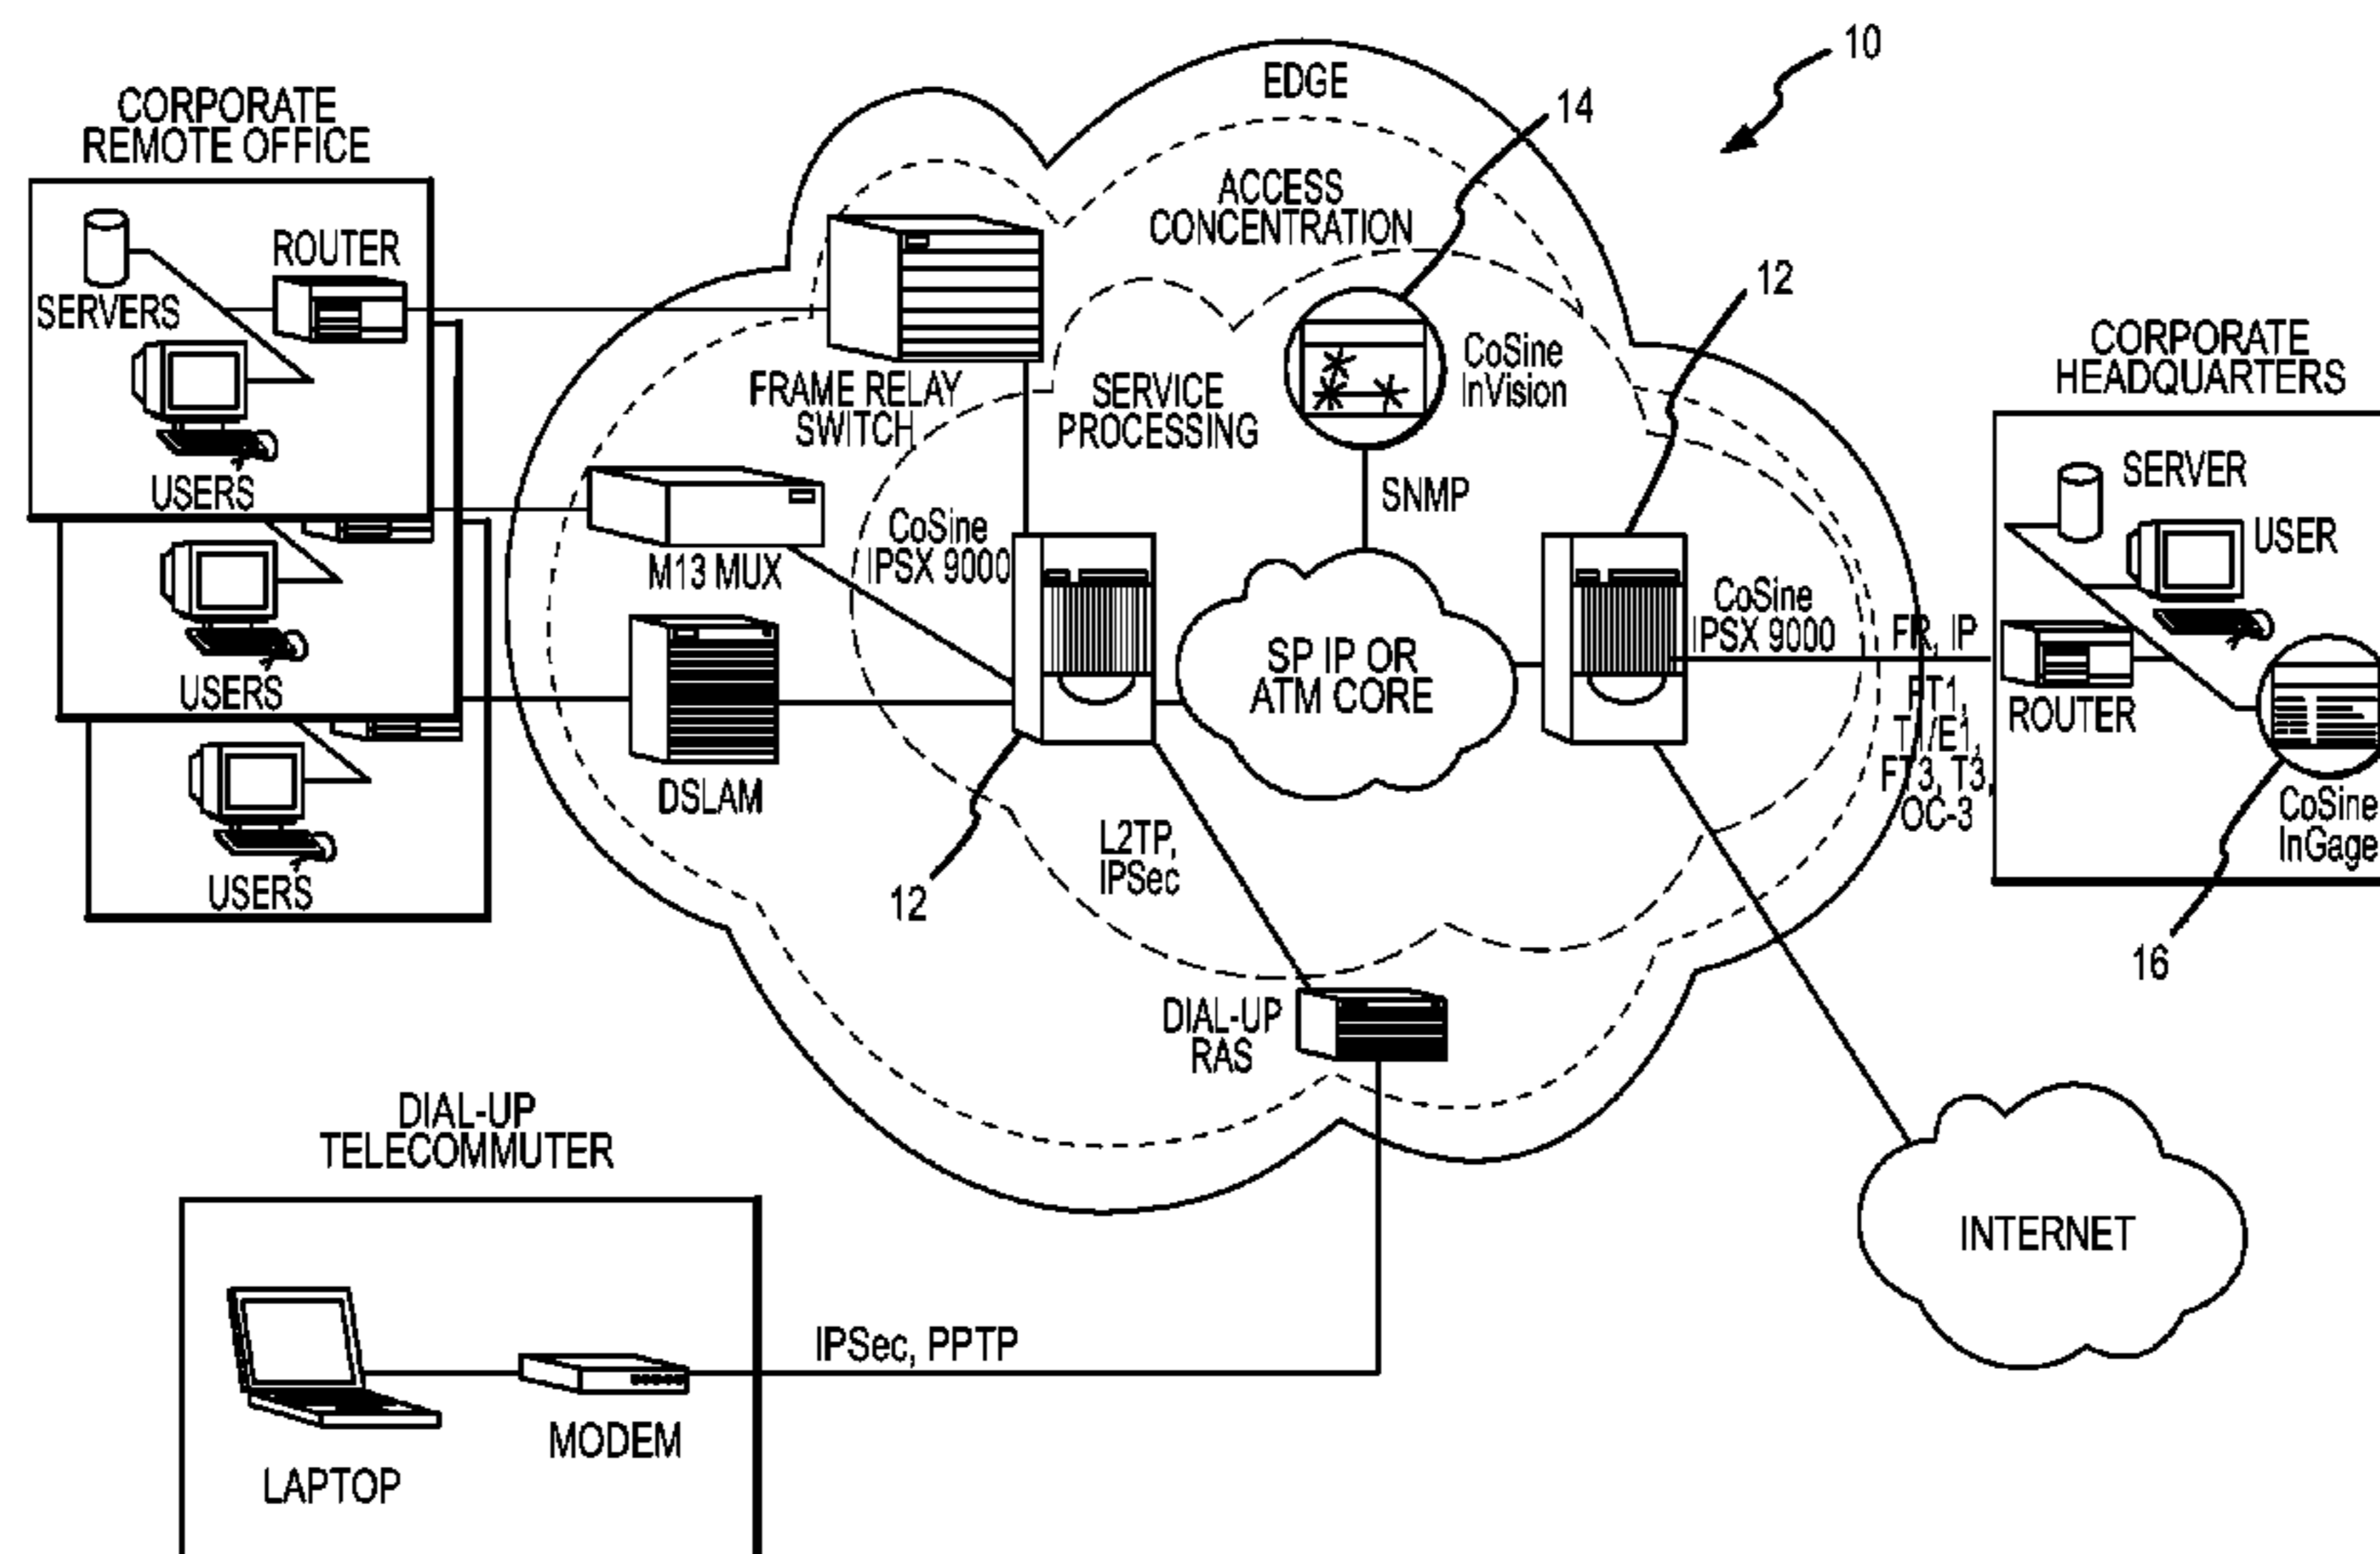 10
EDGE
14
CORPORATE
REMOTE OFFICE
ACCESS
CONCENTRATION
ROUTER
SERVERS
12
CoSine
InVision
CORPORATE
HEADQUARTERS
FRAME RELAY
SWITCH
SERVICE
PROCESSING
USERS
SERVER
SNMP
USER
CoSine
IPSX 9000
M13 MUX
CoSine
IPSX 9000
FR, IP
FT1,
T1/E1,
FT3, T3,
OC-3
SP IP OR
ATM CORE
USERS
ROUTER
DSLAM
CoSine
InGage
L2TP,
IPSec
USERS
12
16
DIAL-UP
RAS
DIAL-UP
TELECOMMUTER
INTERNET
IPSec, PPTP
MODEM
LAPTOP